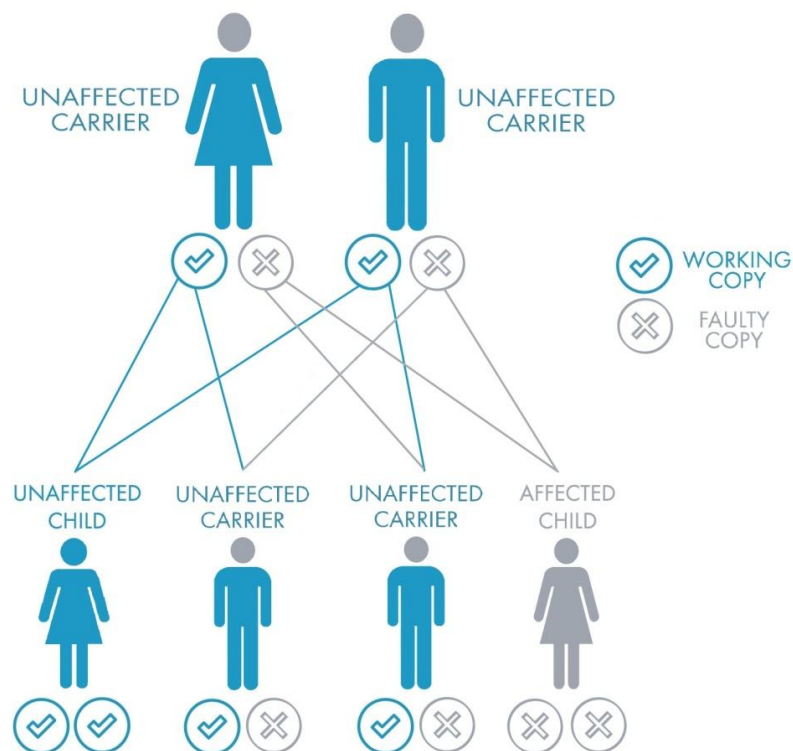 UNAFFECTED
CARRIER
UNAFFECTED
CARRIER
WORKING
COPY
FAULTY
COPY
UNAFFECTED
CHILD
UNAFFECTED
CARRIER
UNAFFECTED
CARRIER
AFFECTED
CHILD